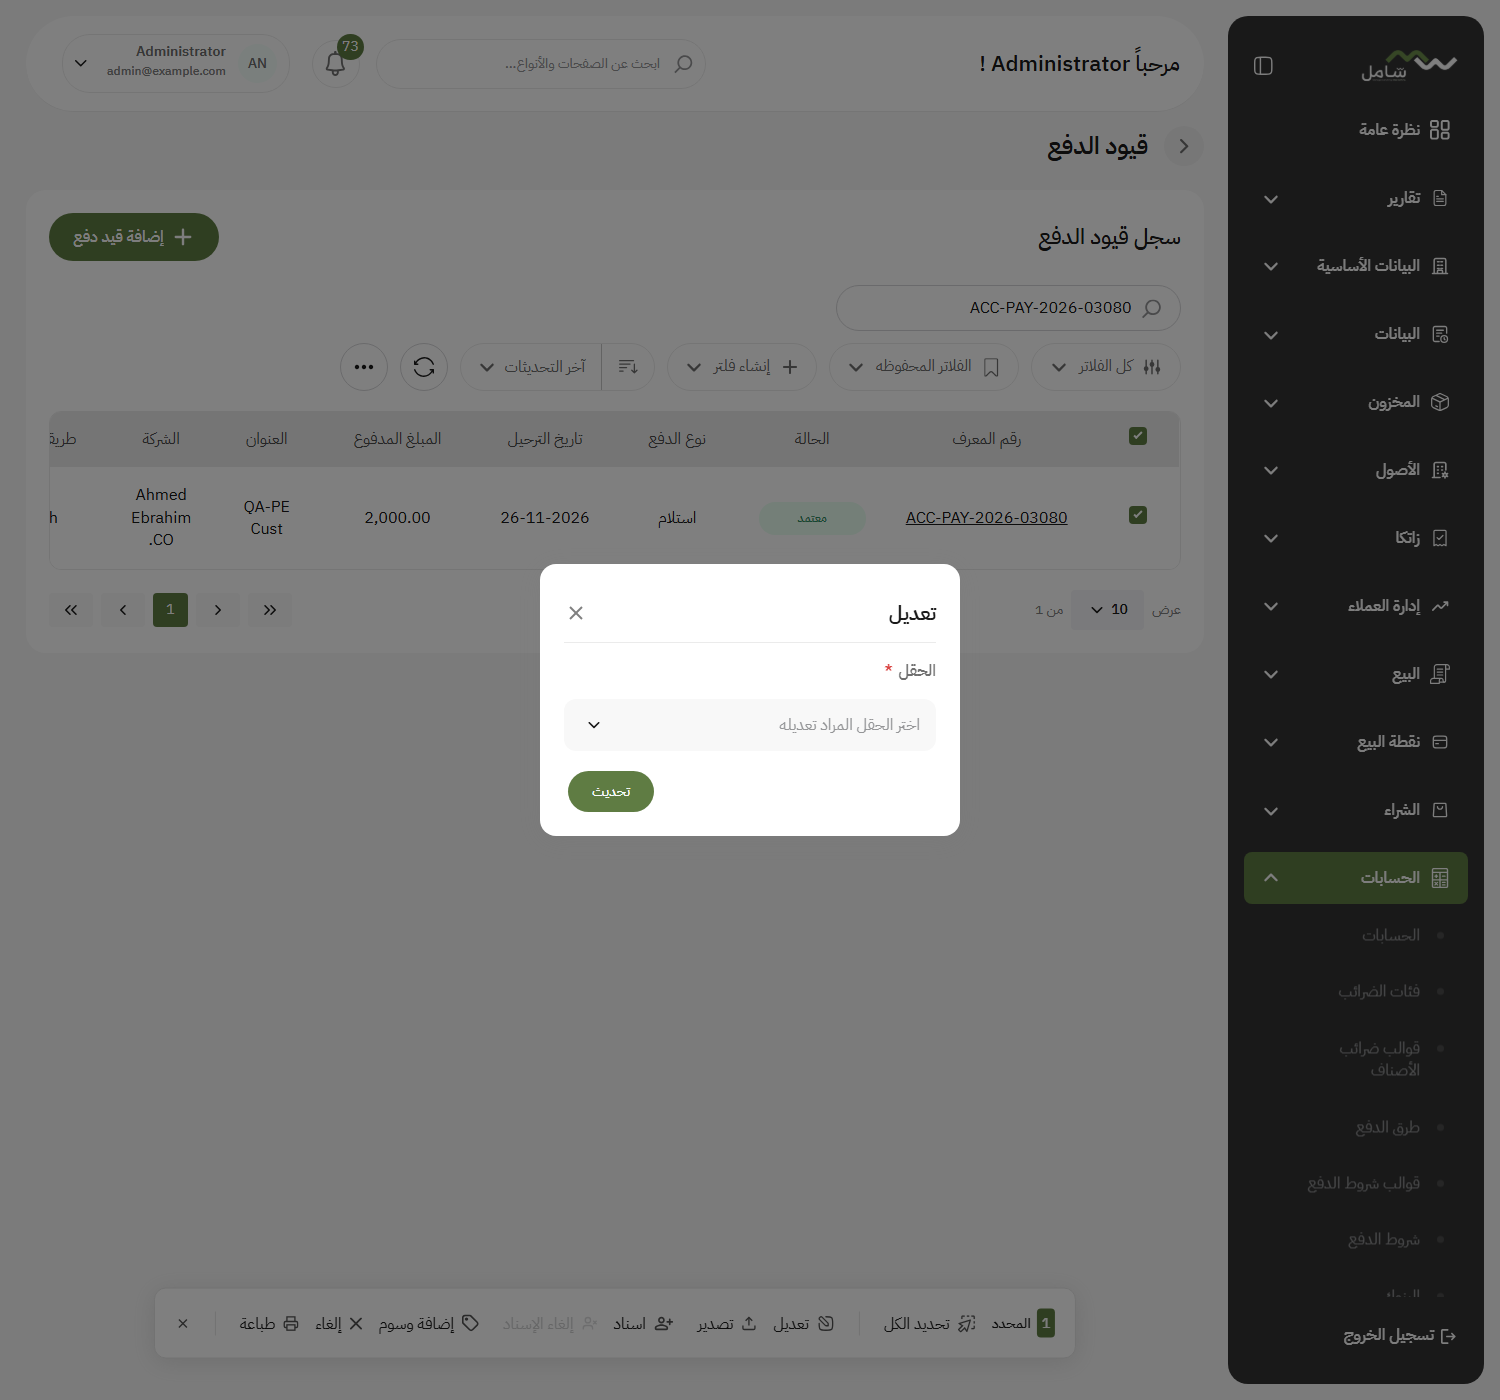 شامل
نظرة عامة
تقارير
البيانات الأساسية
البيانات
المخزون
الأصول
زاتكا
إدارة العملاء
البيع
نقطة البيع
الشراء
الحسابات
الحسابات
فئات الضرائب
قوالب ضرائب
الأصناف
طرق الدفع
قوالب شروط الدفع
شروط الدفع
تسجيل الخروج
مرحباً Administrator !
ابحث عن الصفحات والأنواع...
73
AN
Administrator
admin@example.com
قيود الدفع
سجل قيود الدفع
إضافة قيد دفع
ACC-PAY-2026-03080
كل الفلاتر
الفلاتر المحفوظه
إنشاء فلتر
آخر التحديثات
رقم المعرف
الحالة
نوع الدفع
تاريخ الترحيل
المبلغ المدفوع
العنوان
الشركة
ACC-PAY-2026-03080
معتمد
استلام
26-11-2026
2,000.00
QA-PE
Cust
Ahmed
Ebrahim
.CO
عرض
10
من 1
1
تعديل
الحقل *
اختر الحقل المراد تعديله
تحديث
1 المحدد
تحديد الكل
تعديل
تصدير
اسناد
إلغاء الإسناد
إضافة وسوم
إلغاء
طباعة